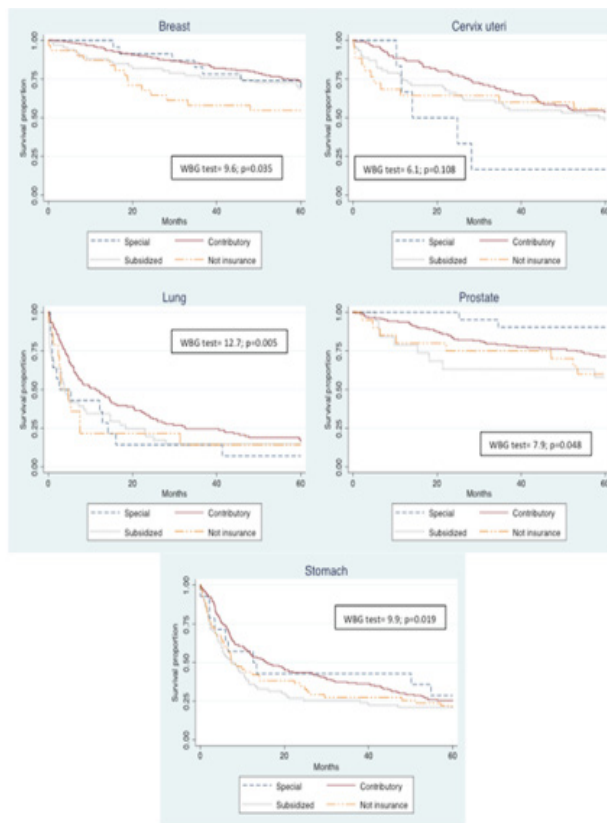 Breast
Survival proportion
1.00
0.75
0.50
0.25
0.00
WBG test= 9.6; p=0.035
0 20 40 60
Months
Special Contributory
Subsidized Not insurance
Cervix uteri
Survival proportion
1.00
0.75
0.50
0.25
0.00
WBG test= 6.1; p=0.108
0 20 40 60
Months
Special Contributory
Subsidized Not insurance
Lung
Survival proportion
1.00
0.75
0.50
0.25
0.00
WBG test= 12.7; p=0.005
0 20 40 60
Months
Special Contributory
Subsidized Not insurance
Prostate
Survival proportion
1.00
0.75
0.50
0.25
0.00
WBG test= 7.9; p=0.048
0 20 40 60
Months
Special Contributory
Subsidized Not insurance
Stomach
Survival proportion
1.00
0.75
0.50
0.25
0.00
WBG test= 9.9; p=0.019
0 20 40 60
Months
Special Contributory
Subsidized Not insurance